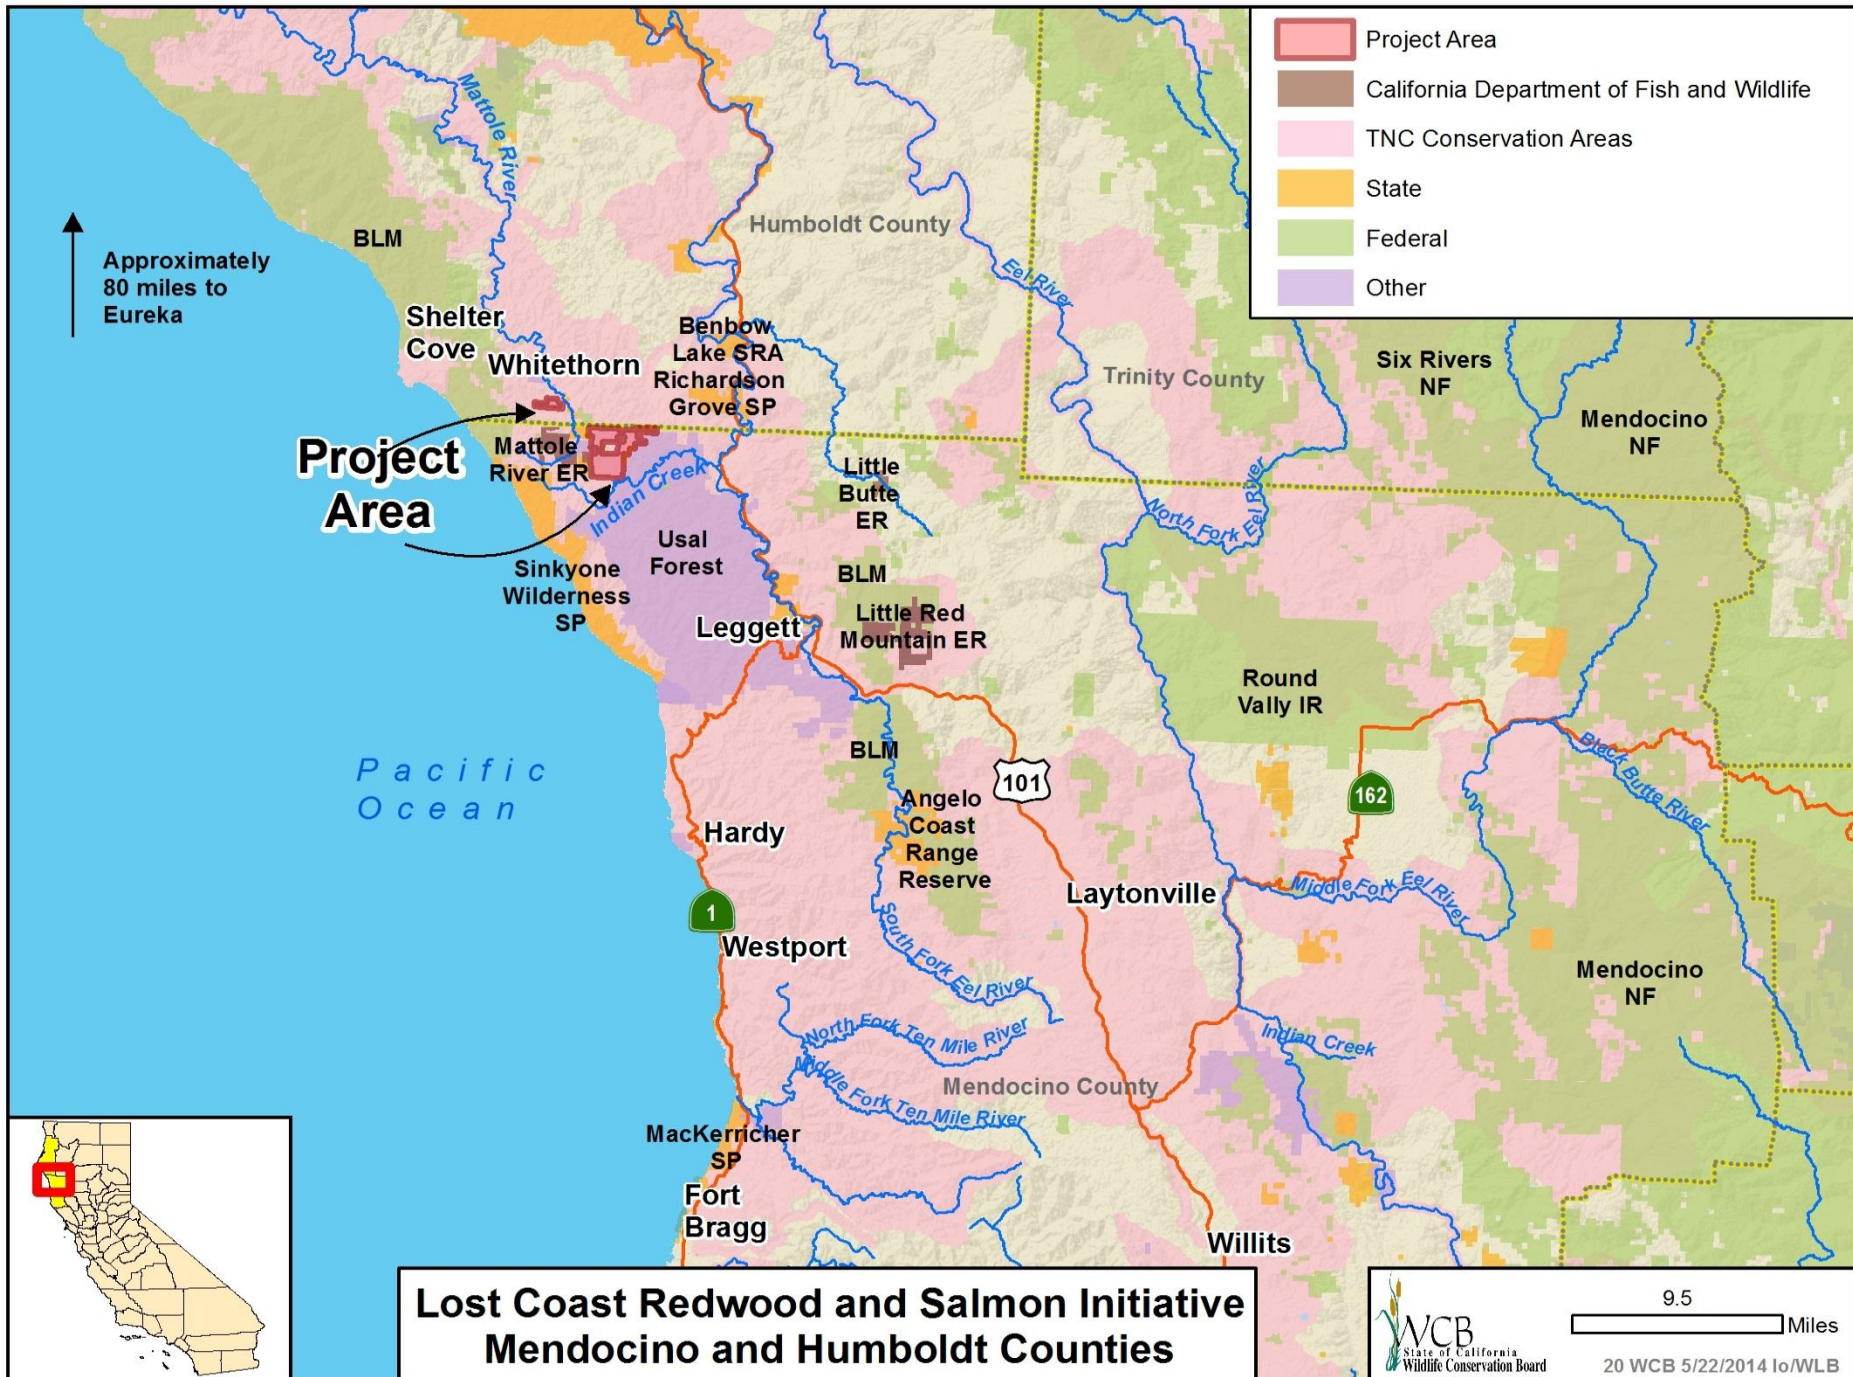 Project Area
California Department of Fish and Wildlife
TNC Conservation Areas
State
Federal
Other
Mattole River
Humboldt County
BLM
Approximately
80 miles to
Eureka
Eel River
Shelter
Cove
Whitethorn
Benbow
Lake SRA
Richardson
Grove SP
Trinity County
Six Rivers
NF
Mendocino
NF
Project
Area
Mattole
River ER
Indian Creek
Little
Butte
ER
North Fork Eel River
Usal
Forest
Sinkyone
Wilderness
SP
BLM
Leggett
Little Red
Mountain ER
Round
Vally IR
BLM
Pacific
Ocean
101
162
Black Butte River
Angelo
Coast
Range
Reserve
Hardy
1
Westport
Laytonville
Middle Fork Eel River
South Fork Eel River
Mendocino
NF
North Fork Ten Mile River
Indian Creek
Middle Fork Ten Mile River
Mendocino County
MacKerricher
SP
Fort
Bragg
Willits
Lost Coast Redwood and Salmon Initiative
Mendocino and Humboldt Counties
WCB
State of California
Wildlife Conservation Board
9.5
Miles
20 WCB 5/22/2014 lo/WLB